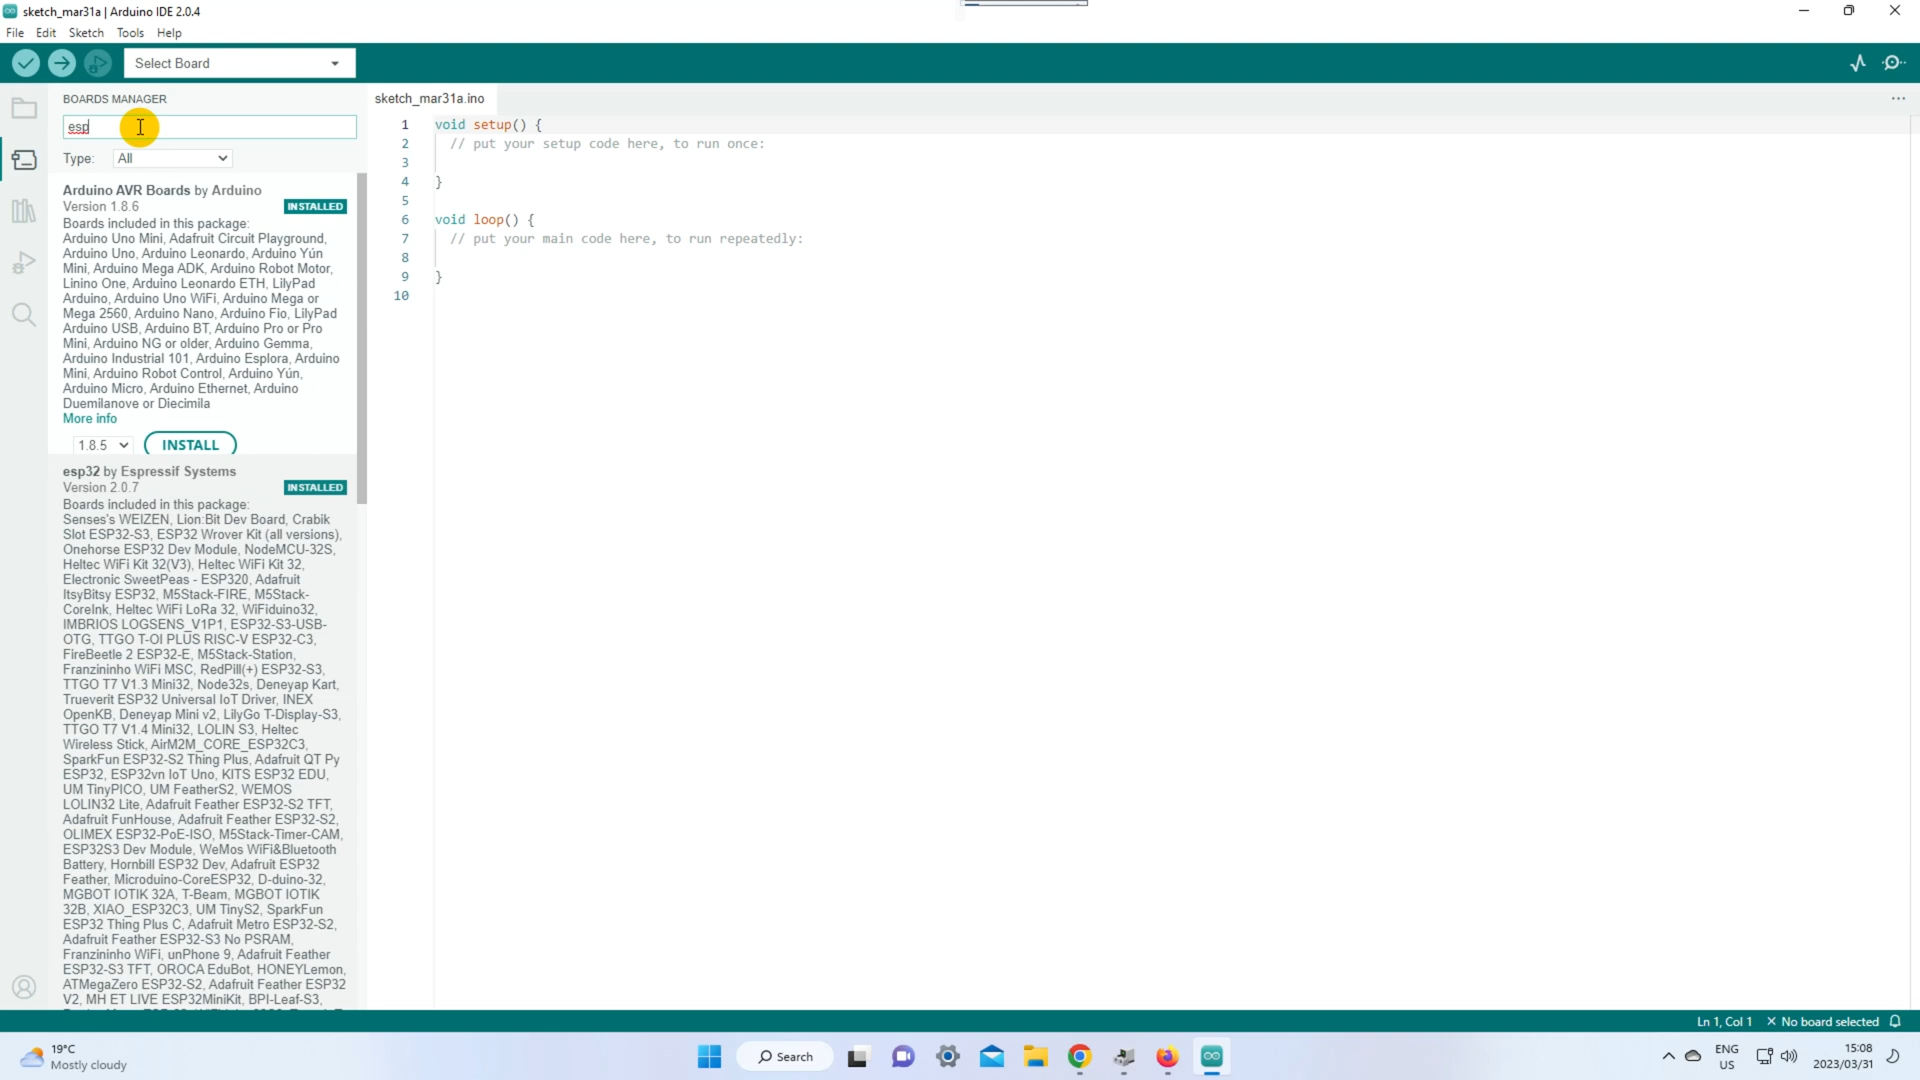 sketch_mar31a | Arduino IDE 2.0.4
File Edit Sketch Tools Help
Select Board
BOARDS MANAGER
esp
Type: All
Arduino AVR Boards by Arduino
Version 1.8.6
INSTALLED
Boards included in this package:
Arduino Uno Mini, Adafruit Circuit Playground,
Arduino Uno, Arduino Leonardo, Arduino Yún
Mini, Arduino Mega ADK, Arduino Robot Motor,
Linino One, Arduino Leonardo ETH, LilyPad
Arduino, Arduino Uno WiFi, Arduino Mega or
Mega 2560, Arduino Nano, Arduino Fio, LilyPad
Arduino USB, Arduino BT, Arduino Pro or Pro
Mini, Arduino NG or older, Arduino Gemma,
Arduino Industrial 101, Arduino Esplora, Arduino
Mini, Arduino Robot Control, Arduino Yún,
Arduino Micro, Arduino Ethernet, Arduino
Duemilanove or Diecimila
More info
1.8.5 INSTALL
esp32 by Espressif Systems
Version 2.0.7
INSTALLED
Boards included in this package:
Senses's WEIZEN, Lion:Bit Dev Board, Crabik
Slot ESP32-S3, ESP32 Wrover Kit (all versions),
Onehorse ESP32 Dev Module, NodeMCU-32S,
Heltec WiFi Kit 32(V3), Heltec WiFi Kit 32,
Electronic SweetPeas - ESP320, Adafruit
ItsyBitsy ESP32, M5Stack-FIRE, M5Stack-
CoreInk, Heltec WiFi LoRa 32, WiFiduino32,
IMBRIOS LOGSENS_V1P1, ESP32-S3-USB-
OTG, TTGO T-OI PLUS RISC-V ESP32-C3,
FireBeetle 2 ESP32-E, M5Stack-Station,
Franzininho WiFi MSC, RedPill(+) ESP32-S3,
TTGO T7 V1.3 Mini32, Node32s, Deneyap Kart,
Trueverit ESP32 Universal IoT Driver, INEX
OpenKB, Deneyap Mini v2, LilyGo T-Display-S3,
TTGO T7 V1.4 Mini32, LOLIN S3, Heltec
Wireless Stick, AirM2M_CORE_ESP32C3,
SparkFun ESP32-S2 Thing Plus, Adafruit QT Py
ESP32, ESP32vn IoT Uno, KITS ESP32 EDU,
UM TinyPICO, UM FeatherS2, WEMOS
LOLIN32 Lite, Adafruit Feather ESP32-S2 TFT,
Adafruit FunHouse, Adafruit Feather ESP32-S2,
OLIMEX ESP32-PoE-ISO, M5Stack-Timer-CAM,
ESP32S3 Dev Module, WeMos WiFi&Bluetooth
Battery, Hornbill ESP32 Dev, Adafruit ESP32
Feather, Microduino-CoreESP32, D-duino-32,
MGBOT IOTIK 32A, T-Beam, MGBOT IOTIK
32B, XIAO_ESP32C3, UM TinyS2, SparkFun
ESP32 Thing Plus C, Adafruit Metro ESP32-S2,
Adafruit Feather ESP32-S3 No PSRAM,
Franzininho WiFi, unPhone 9, Adafruit Feather
ESP32-S3 TFT, OROCA EduBot, HONEYLemon,
ATMegaZero ESP32-S2, Adafruit Feather ESP32
V2, MH ET LIVE ESP32MiniKit, BPI-Leaf-S3,
sketch_mar31a.ino
1 void setup() {
2 // put your setup code here, to run once:
3
4 }
5
6 void loop() {
7 // put your main code here, to run repeatedly:
8
9 }
10
Ln 1, Col 1 × No board selected
19°C
Mostly cloudy
Search
ENG
US
15:08
2023/03/31